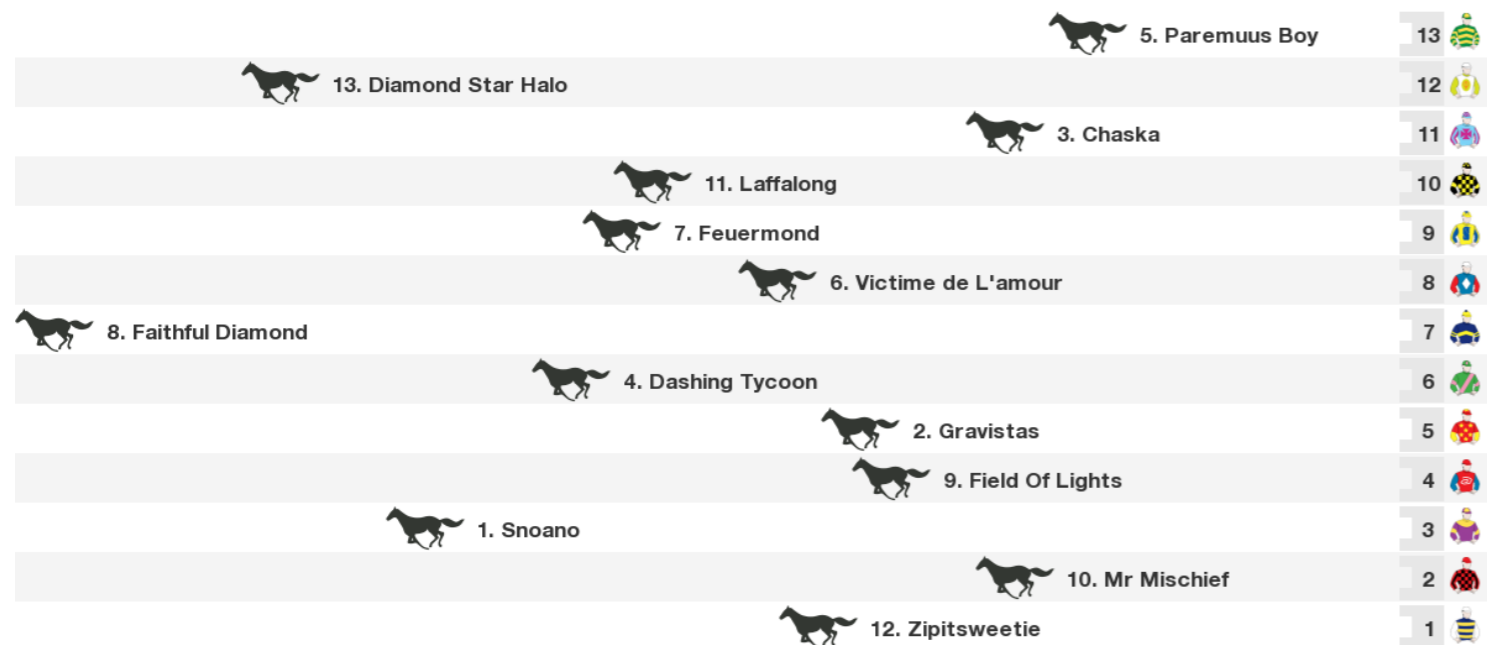 5. Paremuus Boy 13
13. Diamond Star Halo 12
3. Chaska 11
11. Laffalong 10
7. Feuermond 9
6. Victime de L'amour 8
8. Faithful Diamond 7
4. Dashing Tycoon 6
2. Gravistas 5
9. Field Of Lights 4
1. Snoano 3
10. Mr Mischief 2
12. Zipitsweetie 1